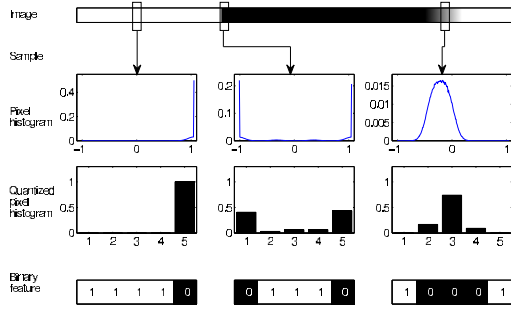 Image
Sample
Pixel
histogram
0.4
0.2
0
-1 0 1
0.2
0.1
0
-1 0 1
0.015
0.01
0.005
0
-1 0 1
Quantized
pixel
histogram
1
0.5
0
1 2 3 4 5
1
0.5
0
1 2 3 4 5
1
0.5
0
1 2 3 4 5
Binary
feature
1 1 1 1 0
0 1 1 1 0
1 0 0 0 1